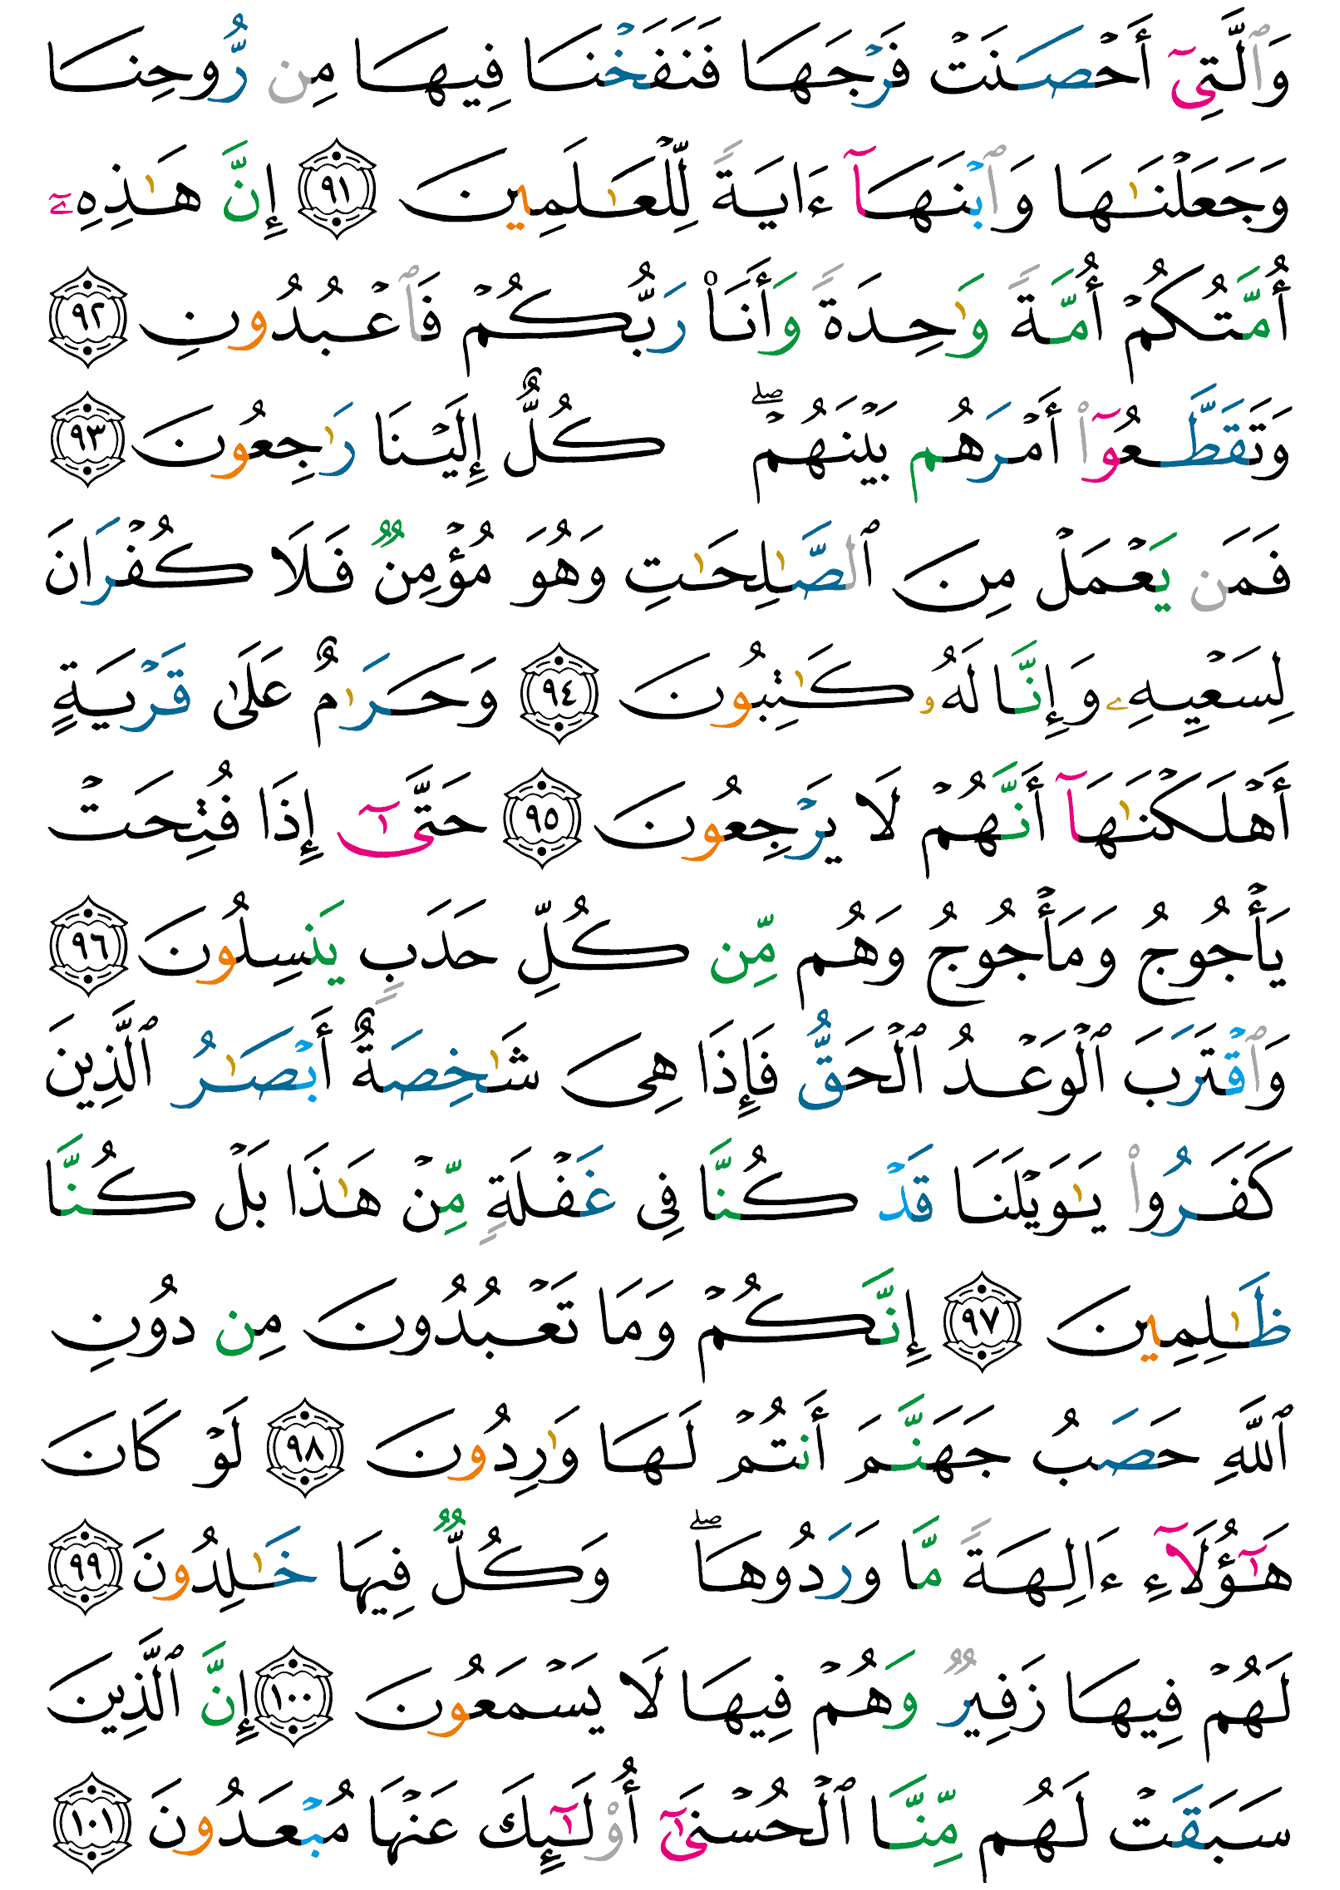 وَٱلَّتِىٓ أَحْصَنَتْ فَرْجَهَا فَنَفَخْنَا فِيهَا مِن رُّوحِنَا
وَجَعَلْنَـٰهَا وَٱبْنَهَآ ءَايَةً لِّلْعَـٰلَمِينَ ٩١ إِنَّ هَـٰذِهِۦٓ
أُمَّتُكُمْ أُمَّةً وَٰحِدَةً وَأَنَا۠ رَبُّكُمْ فَٱعْبُدُونِ ٩٢
وَتَقَطَّعُوٓا۟ أَمْرَهُم بَيْنَهُمْ ۖ كُلٌّ إِلَيْنَا رَٰجِعُونَ ٩٣
فَمَن يَعْمَلْ مِنَ ٱلصَّـٰلِحَـٰتِ وَهُوَ مُؤْمِنٌ فَلَا كُفْرَانَ
لِسَعْيِهِۦ وَإِنَّا لَهُۥ كَـٰتِبُونَ ٩٤ وَحَرَٰمٌ عَلَىٰ قَرْيَةٍ
أَهْلَكْنَـٰهَآ أَنَّهُمْ لَا يَرْجِعُونَ ٩٥ حَتَّىٰٓ إِذَا فُتِحَتْ
يَأْجُوجُ وَمَأْجُوجُ وَهُم مِّن كُلِّ حَدَبٍ يَنسِلُونَ ٩٦
وَٱقْتَرَبَ ٱلْوَعْدُ ٱلْحَقُّ فَإِذَا هِىَ شَـٰخِصَةٌ أَبْصَـٰرُ ٱلَّذِينَ
كَفَرُوا۟ يَـٰوَيْلَنَا قَدْ كُنَّا فِى غَفْلَةٍ مِّنْ هَـٰذَا بَلْ كُنَّا
ظَـٰلِمِينَ ٩٧ إِنَّكُمْ وَمَا تَعْبُدُونَ مِن دُونِ
ٱللَّهِ حَصَبُ جَهَنَّمَ أَنتُمْ لَهَا وَٰرِدُونَ ٩٨ لَوْ كَانَ
هَـٰٓؤُلَآءِ ءَالِهَةً مَّا وَرَدُوهَا ۖ وَكُلٌّ فِيهَا خَـٰلِدُونَ ٩٩
لَهُمْ فِيهَا زَفِيرٌ وَهُمْ فِيهَا لَا يَسْمَعُونَ ١٠٠ إِنَّ ٱلَّذِينَ
سَبَقَتْ لَهُم مِّنَّا ٱلْحُسْنَىٰٓ أُو۟لَـٰٓئِكَ عَنْهَا مُبْعَدُونَ ١٠١